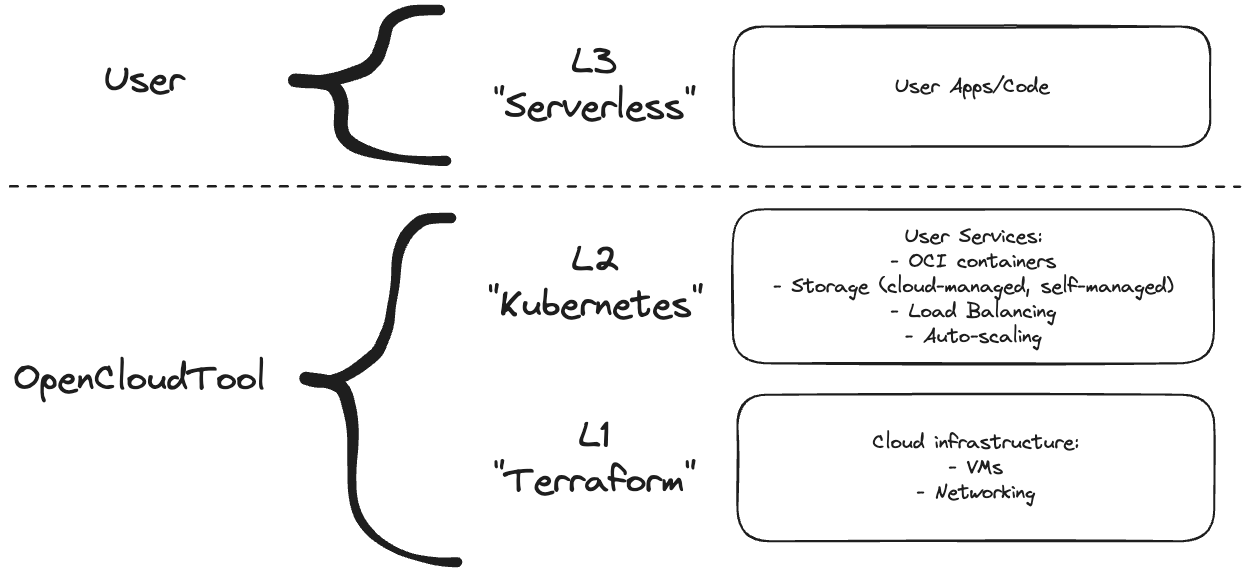 User
L3
"Serverless"
User Apps/Code
OpenCloudTool
L2
"Kubernetes"
User Services:
- OCI containers
- Storage (cloud-managed, self-managed)
- Load Balancing
- Auto-scaling
L1
"Terraform"
Cloud infrastructure:
- VMs
- Networking